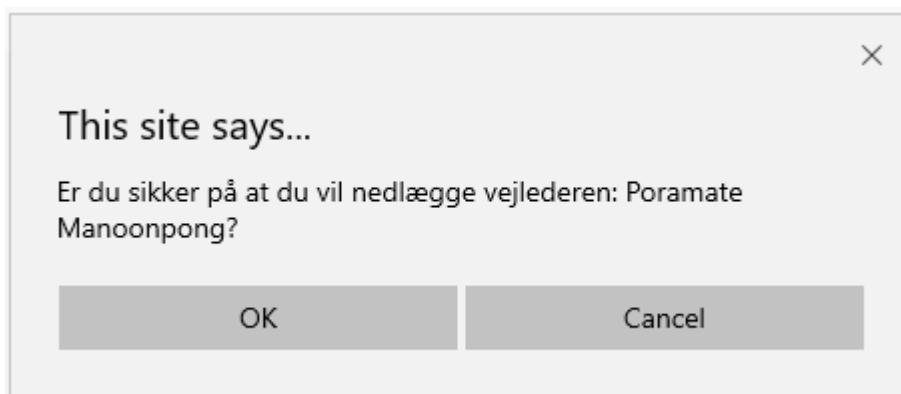 This site says...
Er du sikker på at du vil nedlægge vejlederen: Poramate
Manoonpong?
OK
Cancel